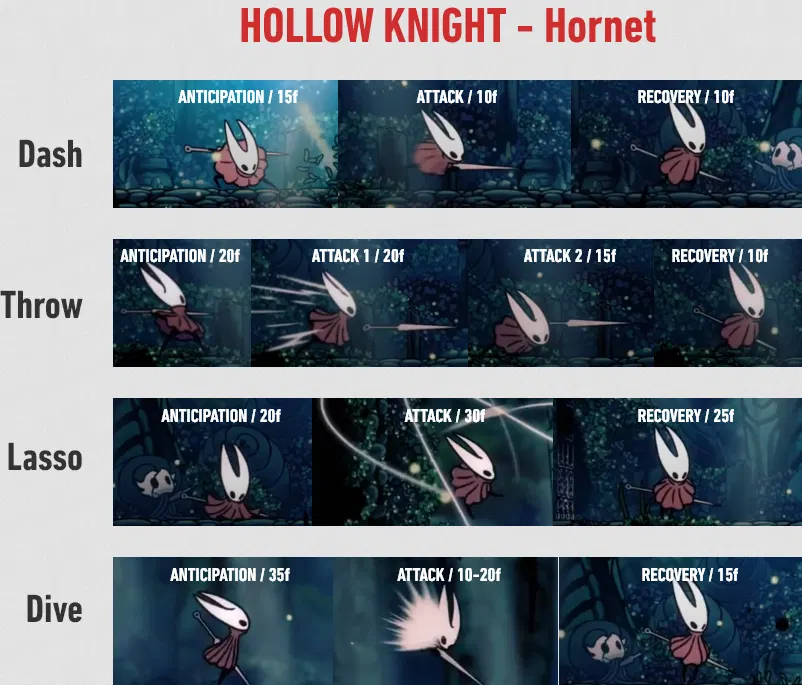 HOLLOW KNIGHT - Hornet
Dash
ANTICIPATION / 15f
ATTACK / 10f
RECOVERY / 10f
Throw
ANTICIPATION / 20f
ATTACK 1 / 20f
ATTACK 2 / 15f
RECOVERY / 10f
Lasso
ANTICIPATION / 20f
ATTACK / 30f
RECOVERY / 25f
Dive
ANTICIPATION / 35f
ATTACK / 10-20f
RECOVERY / 15f